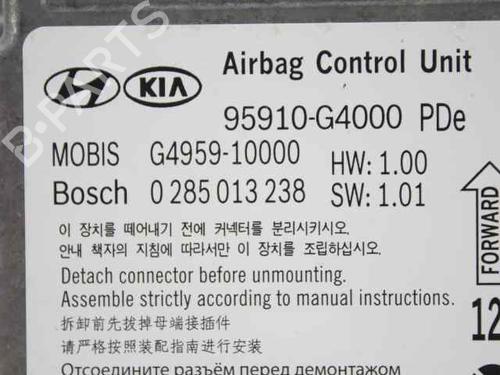 KIA
Airbag Control Unit
95910-G4000 PDe
MOBIS G4959-10000 HW: 1.00
Bosch 0 285 013 238 SW: 1.01
이 장치를 떼어내기 전에 커넥터를 분리시키시오.
안내 책자의 지침에 따라서만 이 장치를 조립하십시오.
Detach connector before unmounting.
Assemble strictly according to manual instructions.
拆卸前先拔掉母端接插件
请严格按照装配指南进行安装
Отсоедините разъём перед демонтажом
FORWARD
12
B-PARTS